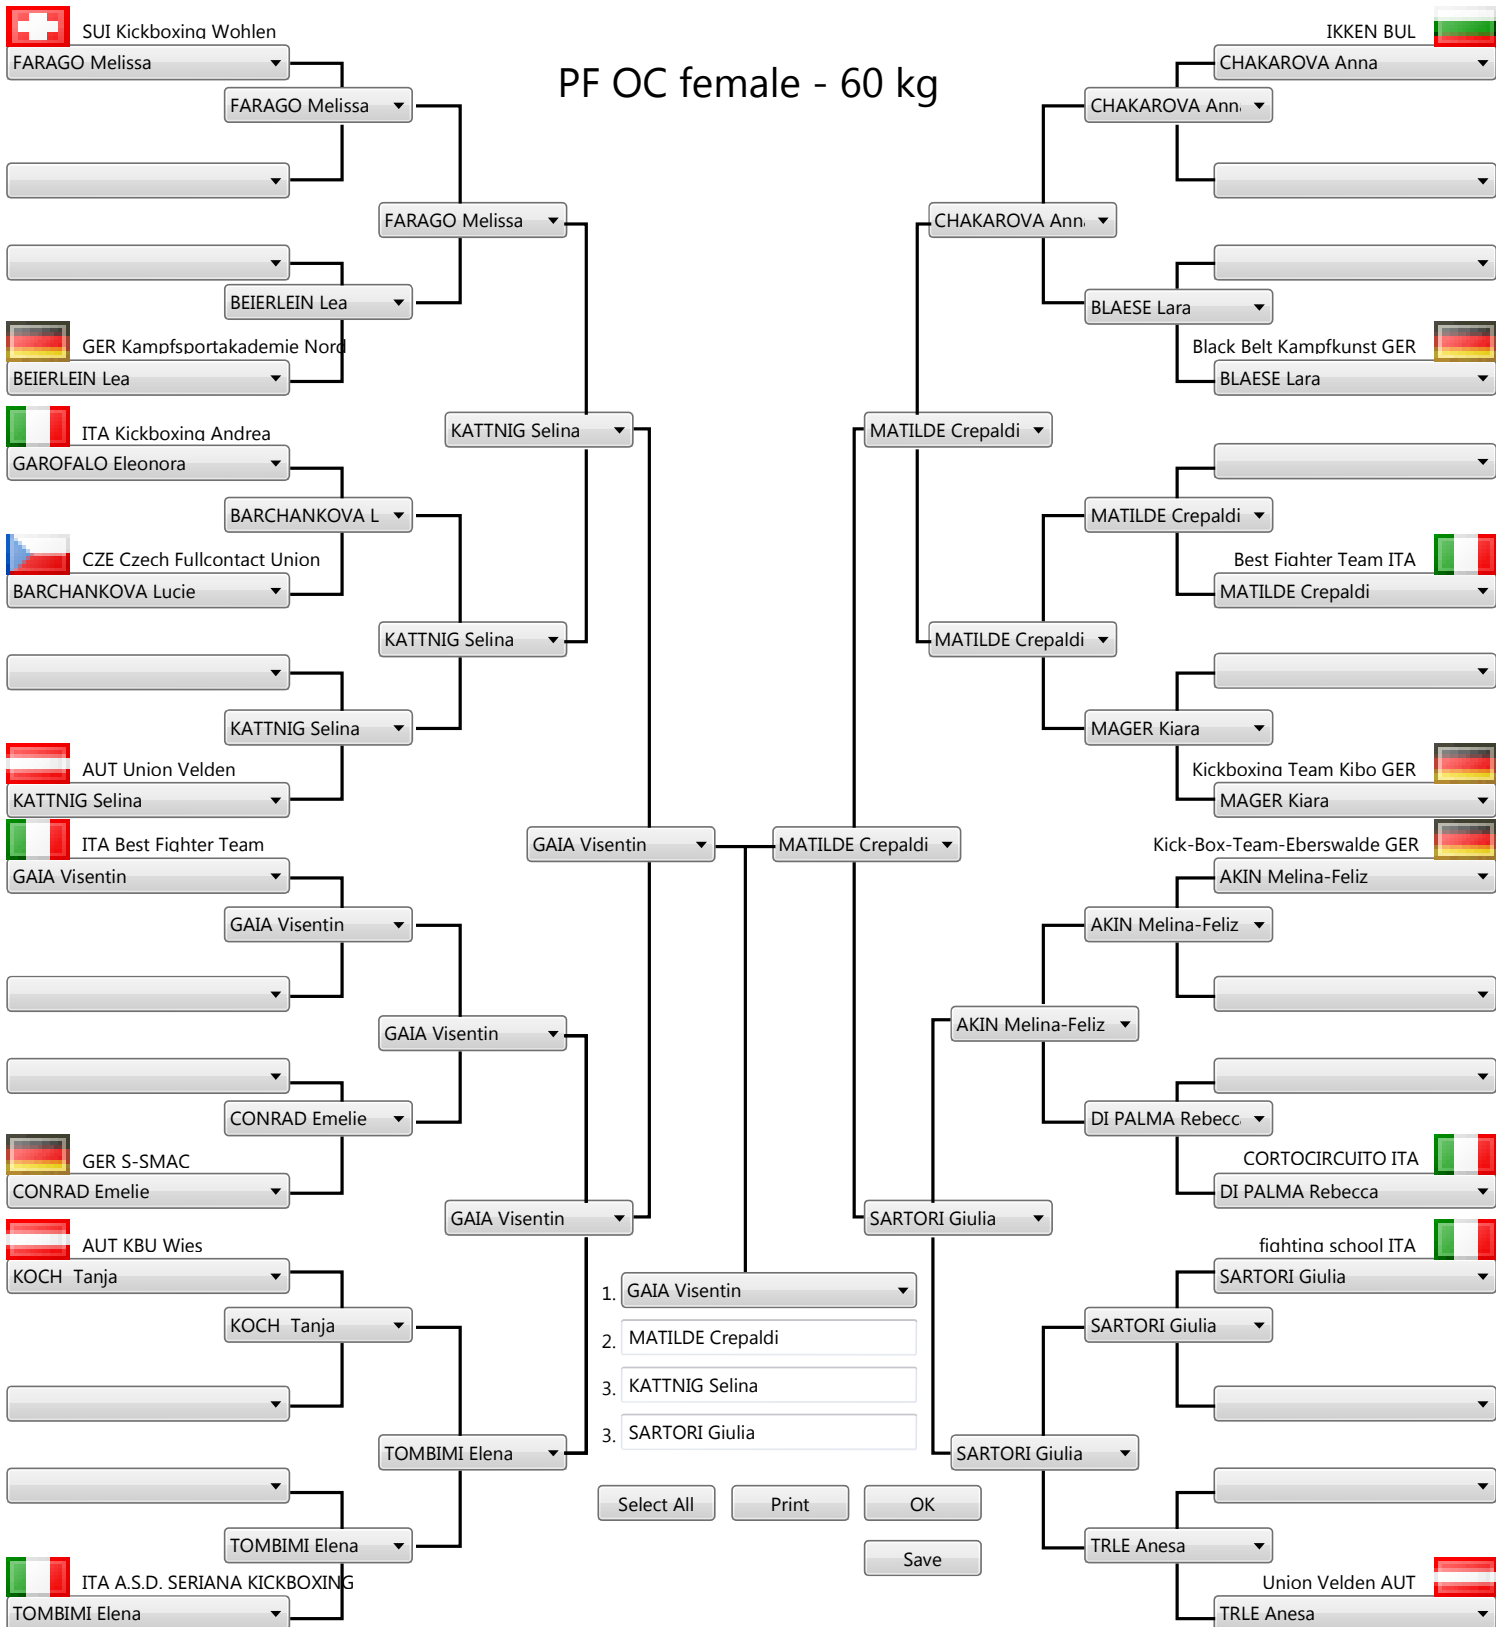 PF OC female - 60 kg
SUI Kickboxing Wohlen
FARAGO Melissa
FARAGO Melissa
FARAGO Melissa
BEIERLEIN Lea
GER Kampfsportakademie Nord
BEIERLEIN Lea
ITA Kickboxing Andrea
GAROFALO Eleonora
KATTNIG Selina
BARCHANKOVA L
CZE Czech Fullcontact Union
BARCHANKOVA Lucie
KATTNIG Selina
KATTNIG Selina
AUT Union Velden
KATTNIG Selina
ITA Best Fighter Team
GAIA Visentin
GAIA Visentin
GAIA Visentin
GAIA Visentin
CONRAD Emelie
GER S-SMAC
CONRAD Emelie
GAIA Visentin
AUT KBU Wies
KOCH  Tanja
KOCH  Tanja
TOMBIMI Elena
TOMBIMI Elena
ITA A.S.D. SERIANA KICKBOXING
TOMBIMI Elena
IKKEN BUL
CHAKAROVA Anna
CHAKAROVA Ann
CHAKAROVA Ann
BLAESE Lara
Black Belt Kampfkunst GER
BLAESE Lara
MATILDE Crepaldi
MATILDE Crepaldi
Best Fighter Team ITA
MATILDE Crepaldi
MATILDE Crepaldi
MAGER Kiara
Kickboxing Team Kibo GER
MAGER Kiara
MATILDE Crepaldi
Kick-Box-Team-Eberswalde GER
AKIN Melina-Feliz
AKIN Melina-Feliz
AKIN Melina-Feliz
DI PALMA Rebecc
CORTOCIRCUITO ITA
DI PALMA Rebecca
SARTORI Giulia
fighting school ITA
SARTORI Giulia
SARTORI Giulia
SARTORI Giulia
TRLE Anesa
Union Velden AUT
TRLE Anesa
1. GAIA Visentin
2. MATILDE Crepaldi
3. KATTNIG Selina
3. SARTORI Giulia
Select All
Print
OK
Save